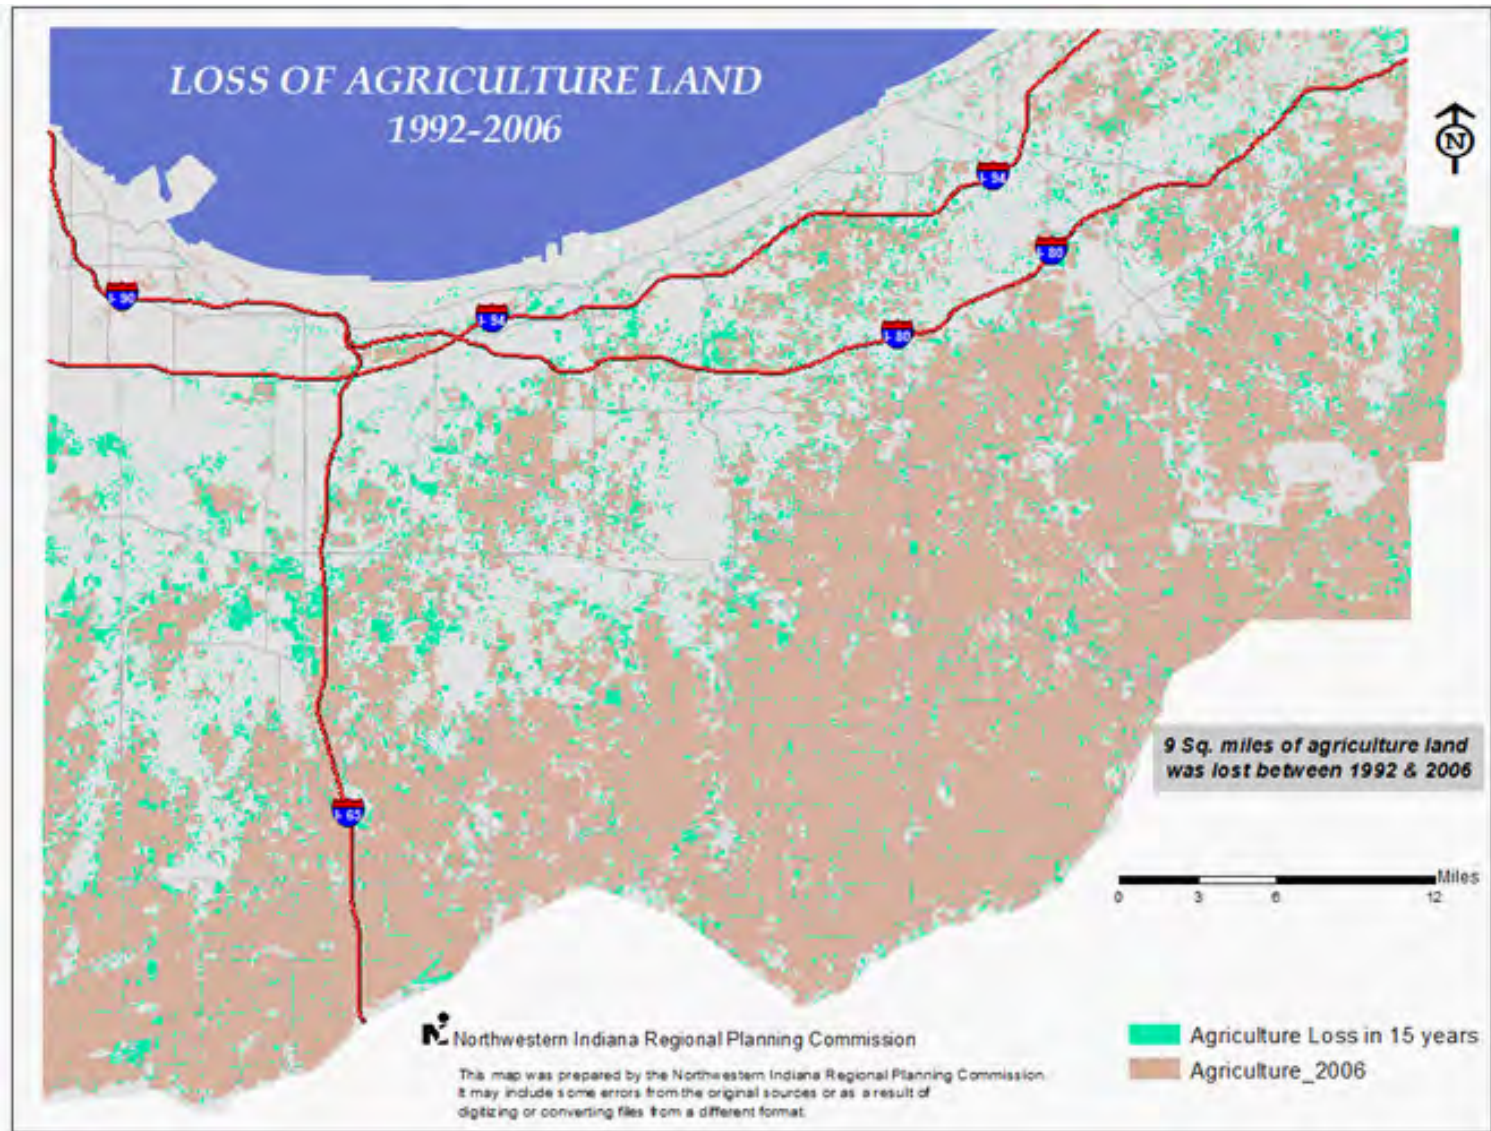 LOSS OF AGRICULTURE LAND
1992-2006
N
I- 94
I- 80
I- 90
I- 94
I- 80
9 Sq. miles of agriculture land
was lost between 1992 & 2006
I- 65
Miles
0 3 6 12
Northwestern Indiana Regional Planning Commission
Agriculture Loss in 15 years
Agriculture_2006
This map was prepared by the Northwestern Indiana Regional Planning Commission.
It may include some errors from the original sources or as a result of
digitizing or converting files from a different format.